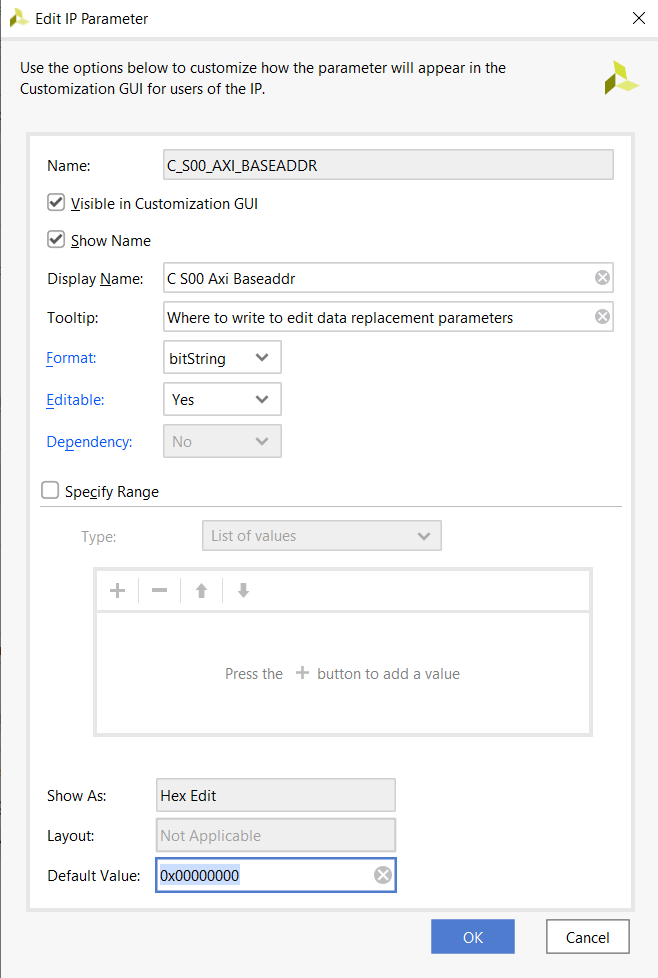 Edit IP Parameter
Use the options below to customize how the parameter will appear in the
Customization GUI for users of the IP.
Name: C_S00_AXI_BASEADDR
Visible in Customization GUI
Show Name
Display Name: C S00 Axi Baseaddr
Tooltip: Where to write to edit data replacement parameters
Format: bitString
Editable: Yes
Dependency: No
Specify Range
Type: List of values
Press the + button to add a value
Show As: Hex Edit
Layout: Not Applicable
Default Value: 0x00000000
OK Cancel